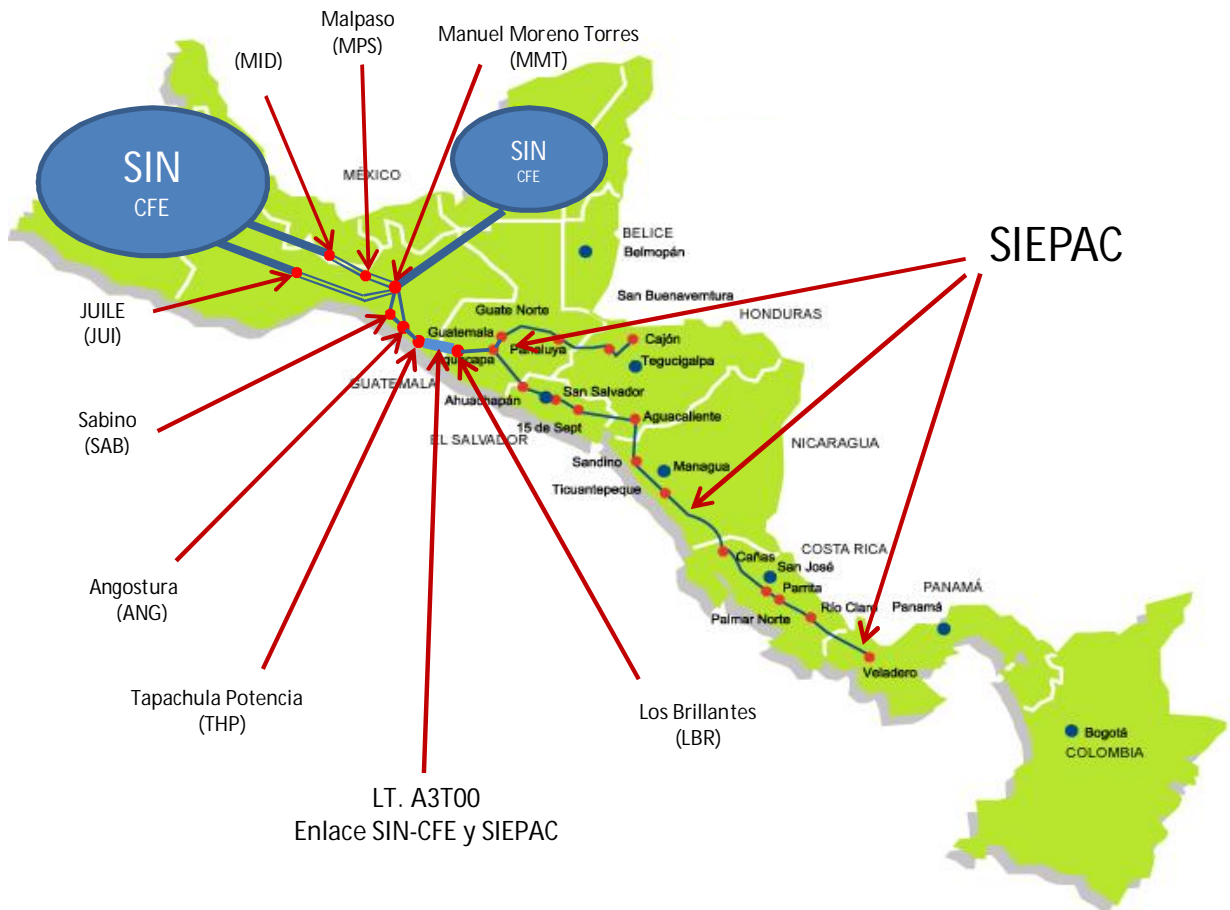 Malpaso
(MPS)
Manuel Moreno Torres
(MMT)
(MID)
SIN
CFE
SIN
CFE
MÉXICO
BELICE
Belmopán
SIEPAC
JUILE
(JUI)
San Buenaverntura
Guate Norte
HONDURAS
Guatemala
Cajón
Panaluya
Tegucigalpa
GUATEMALA
San Salvador
Ahuachapán
Aguacaliente
Sabino
(SAB)
15 de Sept
EL SALVADOR
NICARAGUA
Sandino
Managua
Ticuantepeque
COSTA RICA
Cañas
San José
Angostura
(ANG)
Parrita
PANAMÁ
Río Claro
Panamá
Palmar Norte
Veladero
Tapachula Potencia
(THP)
Los Brillantes
(LBR)
Bogotá
COLOMBIA
LT. A3T00
Enlace SIN-CFE y SIEPAC